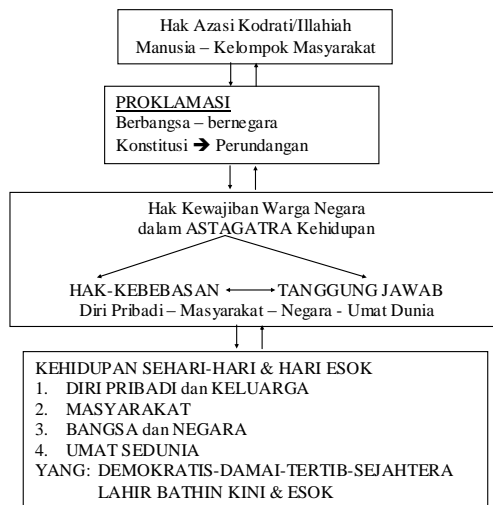 Hak Azasi Kodrati/Illahiah
Manusia – Kelompok Masyarakat
PROKLAMASI
Berbangsa – bernegara
Konstitusi ➔ Perundangan
Hak Kewajiban Warga Negara
dalam ASTAGATRA Kehidupan
HAK-KEBEBASAN ⟷ TANGGUNG JAWAB
Diri Pribadi – Masyarakat – Negara - Umat Dunia
KEHIDUPAN SEHARI-HARI & HARI ESOK
1. DIRI PRIBADI dan KELUARGA
2. MASYARAKAT
3. BANGSA dan NEGARA
4. UMAT SEDUNIA
YANG: DEMOKRATIS-DAMAI-TERTIB-SEJAHTERA
LAHIR BATHIN KINI & ESOK